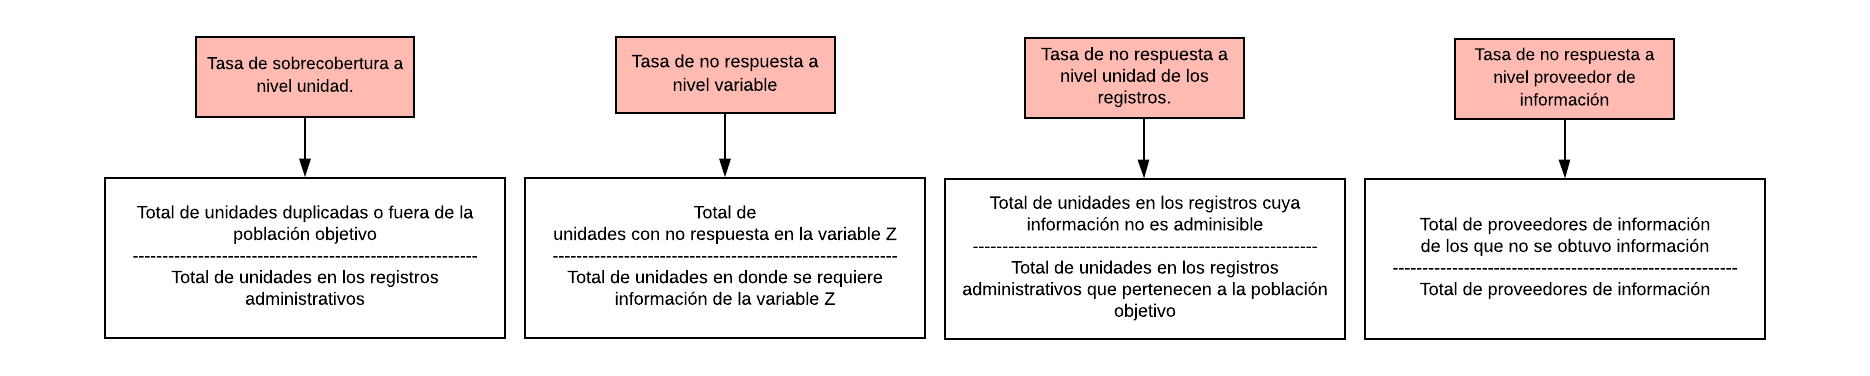 Tasa de sobrecobertura a
nivel unidad.
Total de unidades duplicadas o fuera de la
población objetivo
-----------------------------------------------------------
Total de unidades en los registros
administrativos
Tasa de no respuesta a
nivel variable
Total de
unidades con no respuesta en la variable Z
-----------------------------------------------------------
Total de unidades en donde se requiere
información de la variable Z
Tasa de no respuesta a
nivel unidad de los
registros.
Total de unidades en los registros cuya
información no es adminisible
-----------------------------------------------------------
Total de unidades en los registros
administrativos que pertenecen a la población
objetivo
Tasa de no respuesta a
nivel proveedor de
información
Total de proveedores de información
de los que no se obtuvo información
-----------------------------------------------------------
Total de proveedores de información